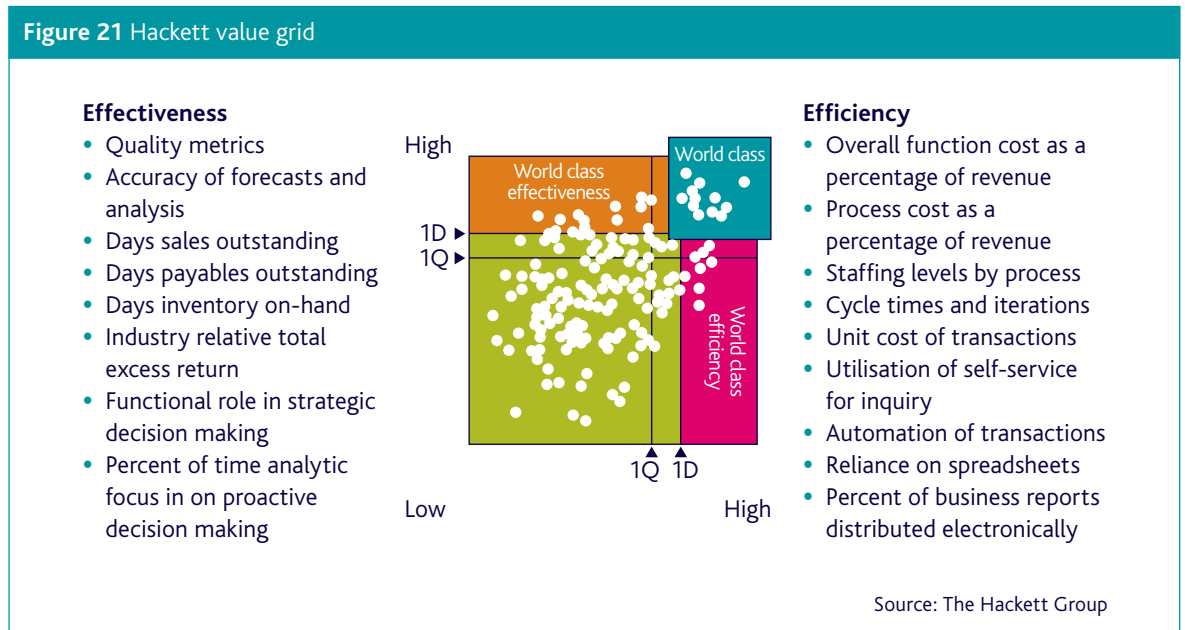 Figure 21 Hackett value grid
Effectiveness
• Quality metrics
• Accuracy of forecasts and
analysis
• Days sales outstanding
• Days payables outstanding
• Days inventory on-hand
• Industry relative total
excess return
• Functional role in strategic
decision making
• Percent of time analytic
focus in on proactive
decision making
High
1D
1Q
Low
World class
effectiveness
World class
World class
efficiency
1Q 1D
High
Efficiency
• Overall function cost as a
percentage of revenue
• Process cost as a
percentage of revenue
• Staffing levels by process
• Cycle times and iterations
• Unit cost of transactions
• Utilisation of self-service
for inquiry
• Automation of transactions
• Reliance on spreadsheets
• Percent of business reports
distributed electronically
Source: The Hackett Group